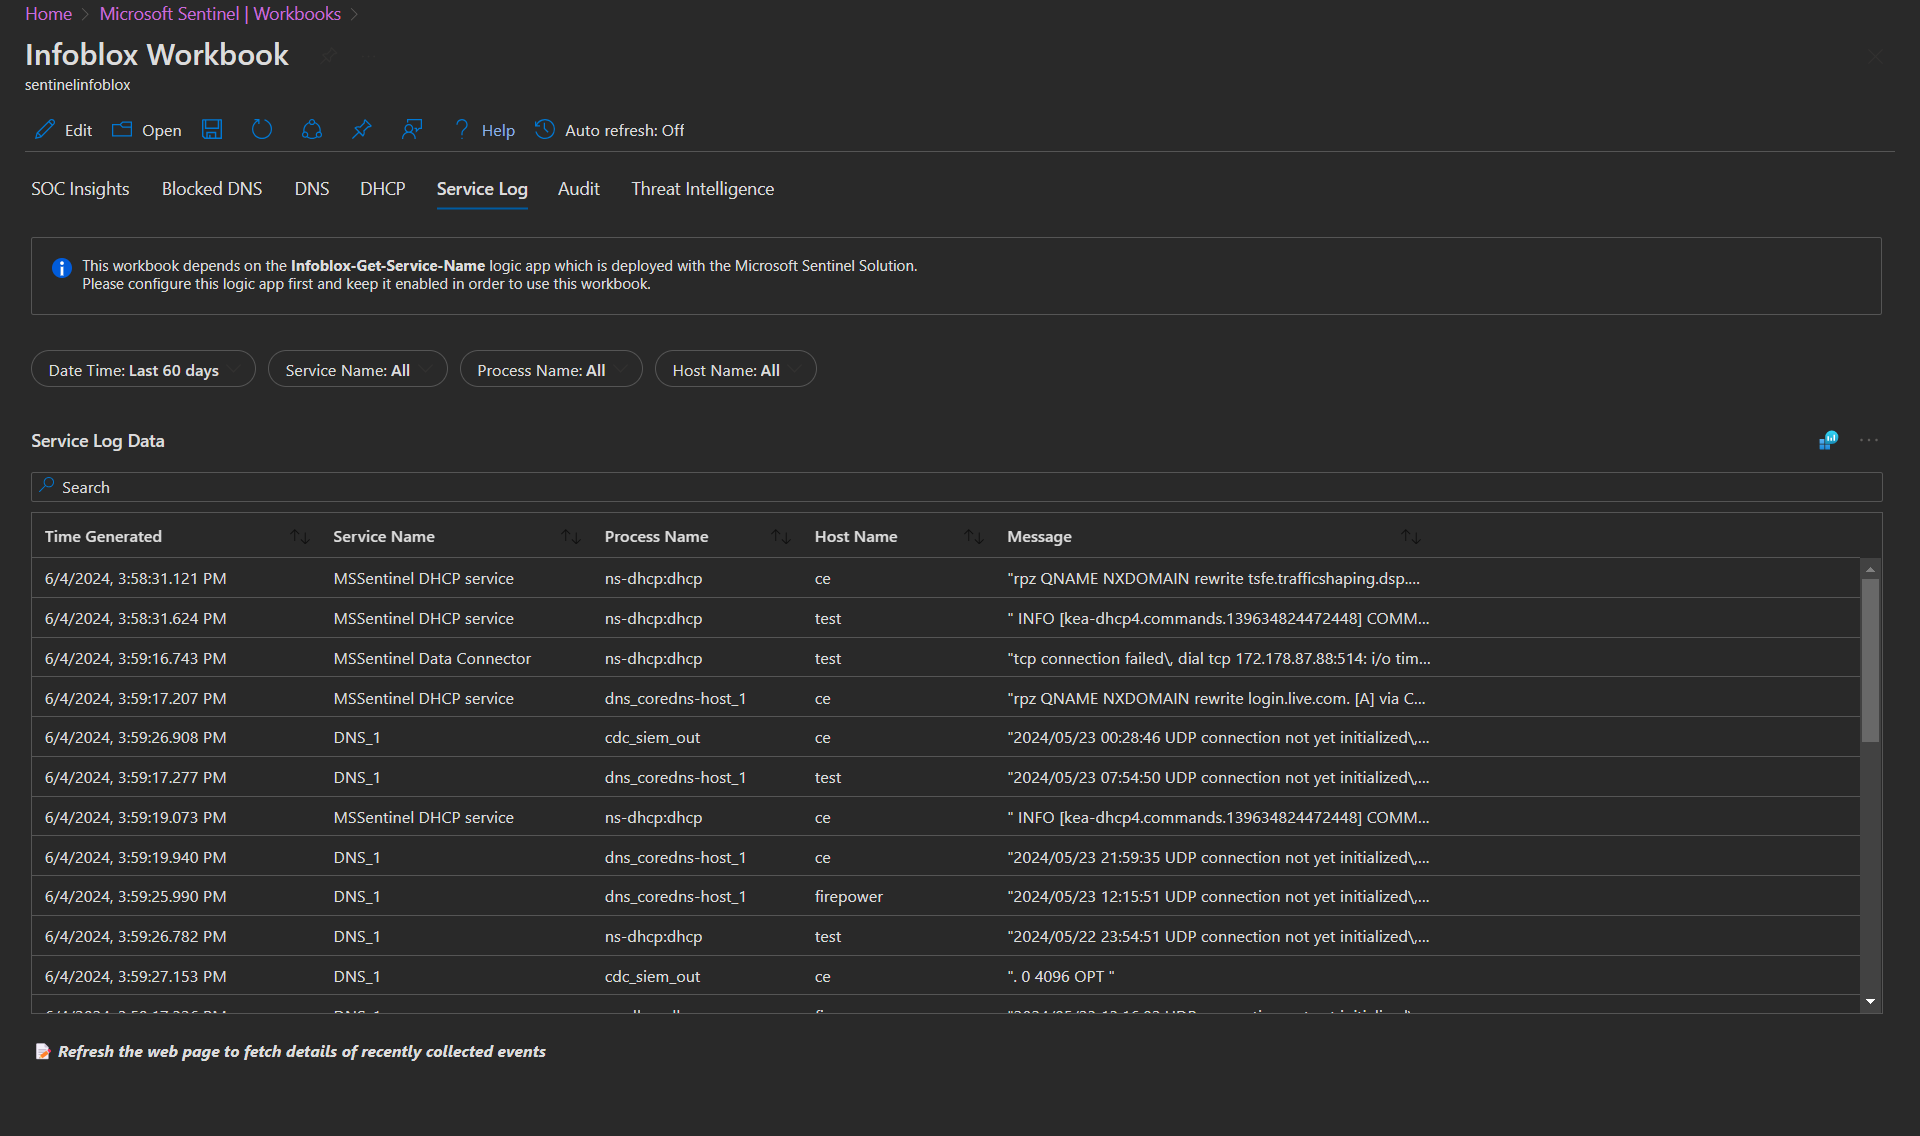 Home > Microsoft Sentinel | Workbooks >
Infoblox Workbook
sentinelinfoblox
Edit Open Help Auto refresh: Off
SOC Insights Blocked DNS DNS DHCP Service Log Audit Threat Intelligence
This workbook depends on the Infoblox-Get-Service-Name logic app which is deployed with the Microsoft Sentinel Solution.
Please configure this logic app first and keep it enabled in order to use this workbook.
Date Time: Last 60 days Service Name: All Process Name: All Host Name: All
Service Log Data
Search
Time Generated Service Name Process Name Host Name Message
6/4/2024, 3:58:31.121 PM MSSentinel DHCP service ns-dhcp:dhcp ce "rpz QNAME NXDOMAIN rewrite tsfe.trafficshaping.dsp....
6/4/2024, 3:58:31.624 PM MSSentinel DHCP service ns-dhcp:dhcp test " INFO [kea-dhcp4.commands.139634824472448] COMM...
6/4/2024, 3:59:16.743 PM MSSentinel Data Connector ns-dhcp:dhcp test "tcp connection failed\, dial tcp 172.178.87.88:514: i/o tim...
6/4/2024, 3:59:17.207 PM MSSentinel DHCP service dns_coredns-host_1 ce "rpz QNAME NXDOMAIN rewrite login.live.com. [A] via C...
6/4/2024, 3:59:26.908 PM DNS_1 cdc_siem_out ce "2024/05/23 00:28:46 UDP connection not yet initialized\,...
6/4/2024, 3:59:17.277 PM DNS_1 dns_coredns-host_1 test "2024/05/23 07:54:50 UDP connection not yet initialized\,...
6/4/2024, 3:59:19.073 PM MSSentinel DHCP service ns-dhcp:dhcp ce " INFO [kea-dhcp4.commands.139634824472448] COMM...
6/4/2024, 3:59:19.940 PM DNS_1 dns_coredns-host_1 ce "2024/05/23 21:59:35 UDP connection not yet initialized\,...
6/4/2024, 3:59:25.990 PM DNS_1 dns_coredns-host_1 firepower "2024/05/23 12:15:51 UDP connection not yet initialized\,...
6/4/2024, 3:59:26.782 PM DNS_1 ns-dhcp:dhcp test "2024/05/22 23:54:51 UDP connection not yet initialized\,...
6/4/2024, 3:59:27.153 PM DNS_1 cdc_siem_out ce ". 0 4096 OPT "
Refresh the web page to fetch details of recently collected events